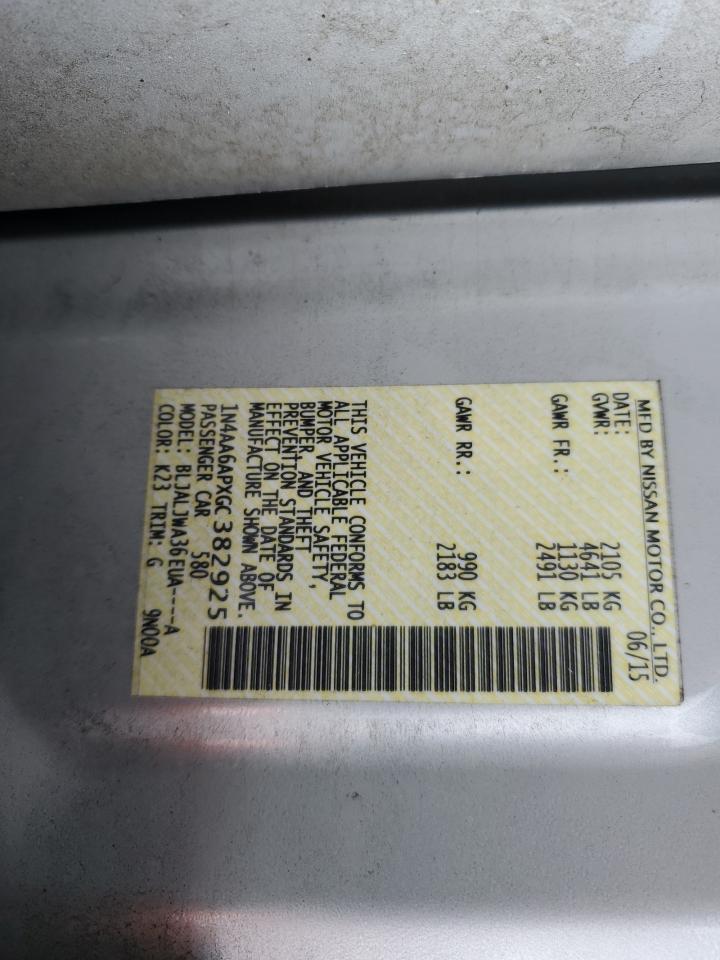 MFD BY NISSAN MOTOR CO., LTD.
DATE: 06/15
GVWR: 2105 KG
4641 LB
GAWR FR.: 1130 KG
2491 LB
GAWR RR.: 990 KG
2183 LB
THIS VEHICLE CONFORMS TO
ALL APPLICABLE FEDERAL
MOTOR VEHICLE SAFETY,
BUMPER, AND THEFT
PREVENTION STANDARDS IN
EFFECT ON THE DATE OF
MANUFACTURE SHOWN ABOVE.
1N4AA6APXGC382925
PASSENGER CAR 580
MODEL: BLJALJWA36EUA----A
COLOR: K23 TRIM: G 9N00A